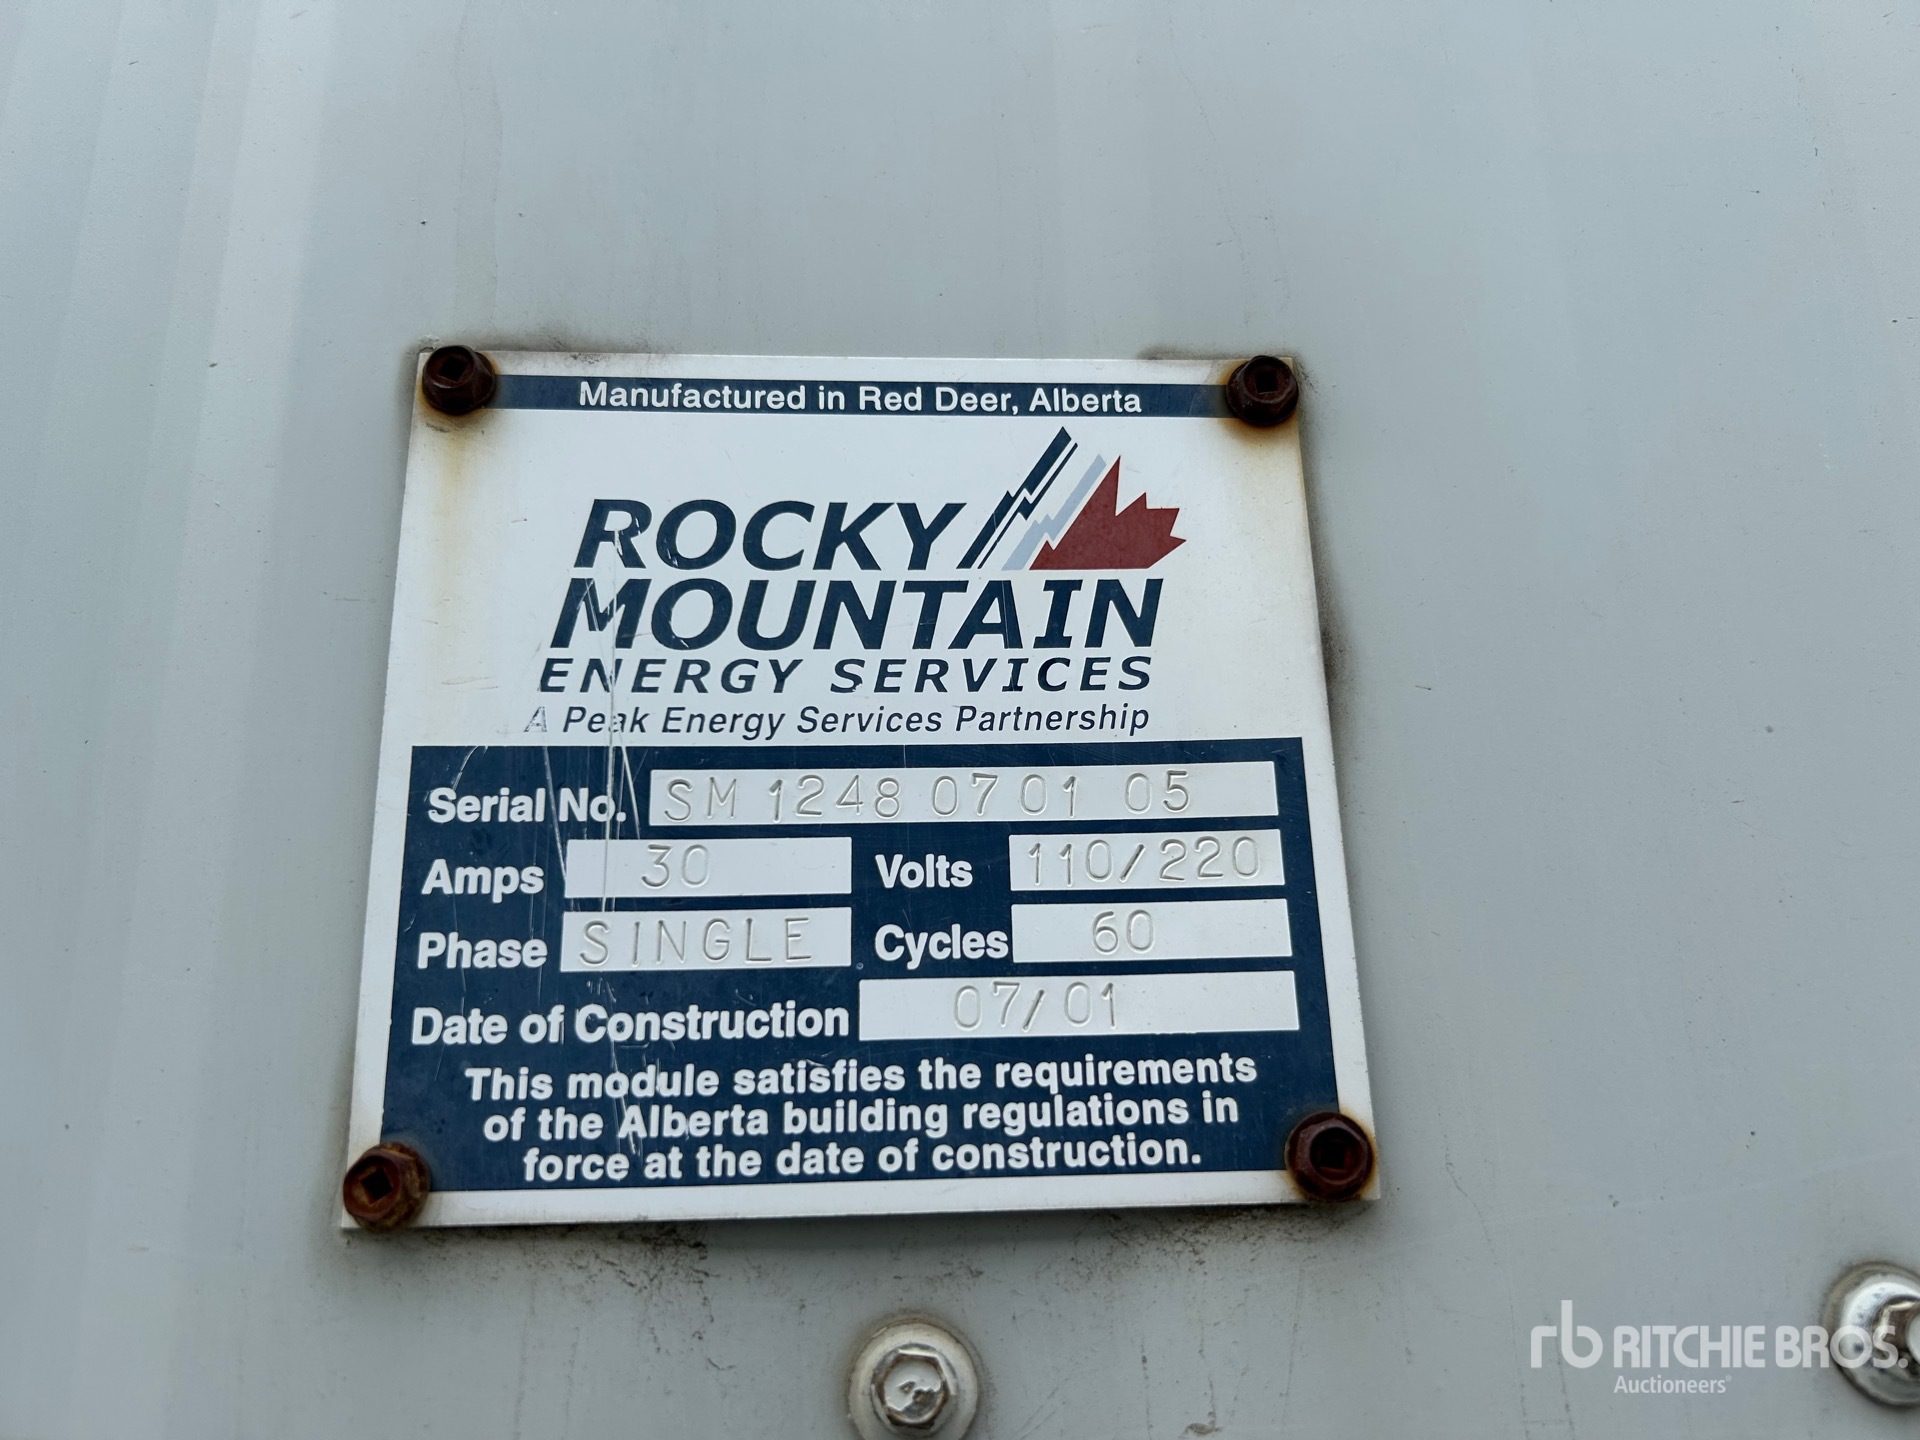 Manufactured in Red Deer, Alberta
ROCKY
MOUNTAIN
ENERGY SERVICES
A Peak Energy Services Partnership
Serial No. SM 1248 07 01 05
Amps 30 Volts 110/220
Phase SINGLE Cycles 60
Date of Construction 07/01
This module satisfies the requirements
of the Alberta building regulations in
force at the date of construction.
rb RITCHIE BROS.
Auctioneers